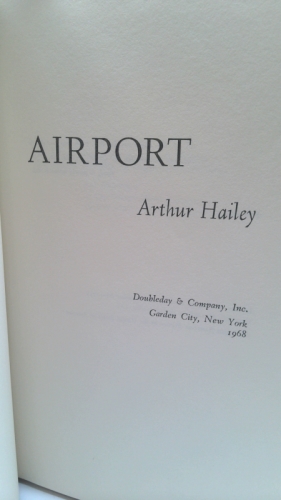 AIRPORT
Arthur Hailey
Doubleday & Company, Inc.
Garden City, New York
1968